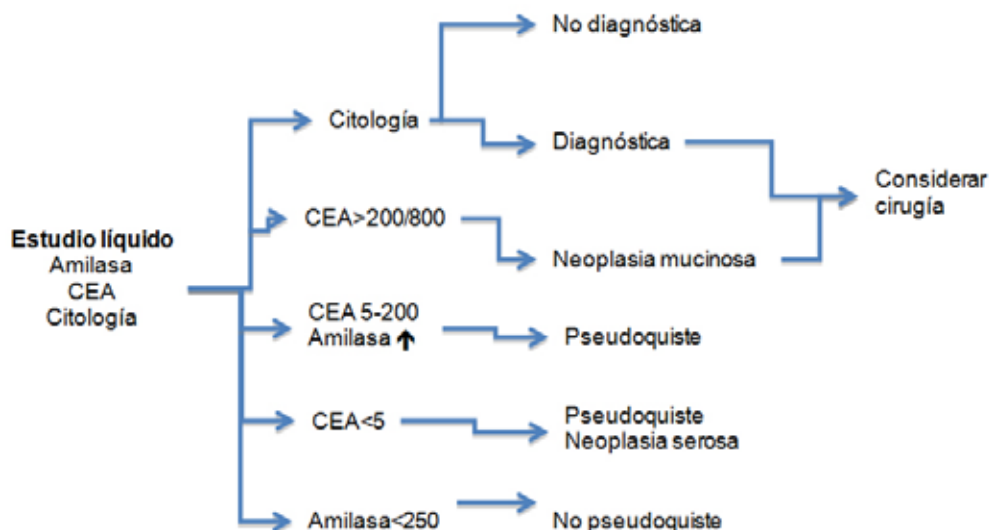 No diagnóstica
Citología
Diagnóstica
Considerar
cirugía
CEA>200/800
Neoplasia mucinosa
Estudio líquido
Amilasa
CEA
Citología
CEA 5-200
Amilasa ↑
Pseudoquiste
CEA<5
Pseudoquiste
Neoplasia serosa
Amilasa<250
No pseudoquiste